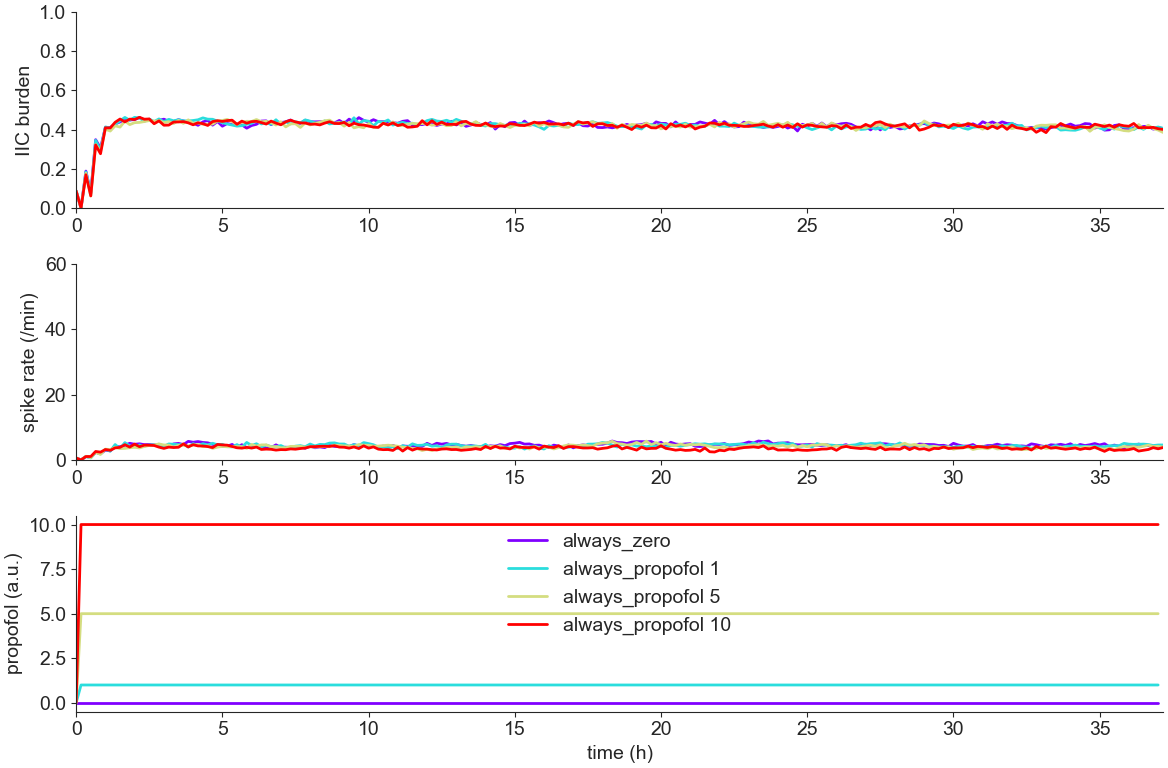 1.0
0.8
0.6
0.4
0.2
0.0
IIC burden
0 5 10 15 20 25 30 35
60
40
20
0
spike rate (/min)
0 5 10 15 20 25 30 35
10.0
7.5
5.0
2.5
0.0
propofol (a.u.)
always_zero
always_propofol 1
always_propofol 5
always_propofol 10
0 5 10 15 20 25 30 35
time (h)